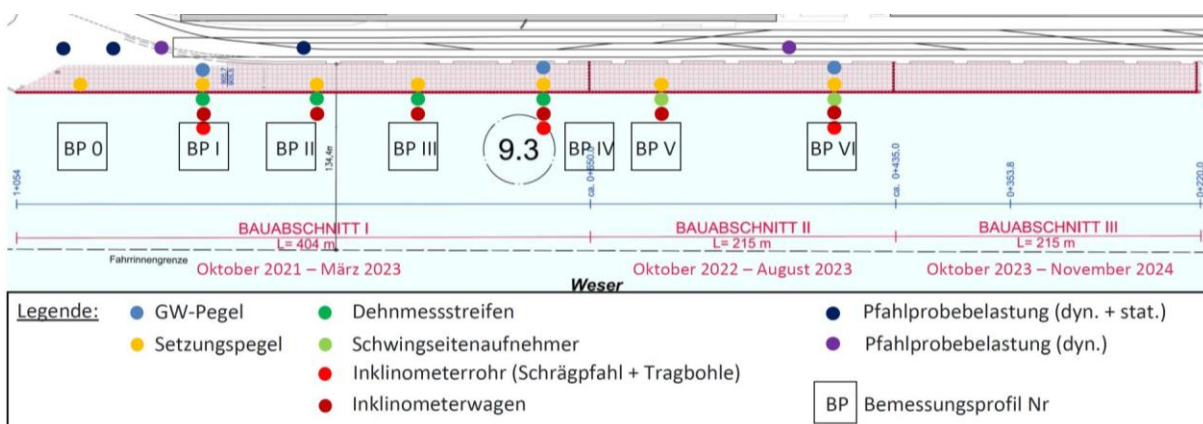 BP 0
BP I
BP II
BP III
9.3
BP IV
BP V
BP VI
134,4m
1+054
ca. 0+650.0
ca. 0+435.0
0+353.8
0+220.0
BAUABSCHNITT I
L= 404 m
BAUABSCHNITT II
L= 215 m
BAUABSCHNITT III
L= 215 m
Fahrrinnengrenze
Oktober 2021 – März 2023
Oktober 2022 – August 2023
Oktober 2023 – November 2024
Weser
Legende:
GW-Pegel
Setzungspegel
Dehnmessstreifen
Schwingseitenaufnehmer
Inklinometerrohr (Schrägpfahl + Tragbohle)
Inklinometerwagen
Pfahlprobebelastung (dyn. + stat.)
Pfahlprobebelastung (dyn.)
BP Bemessungsprofil Nr